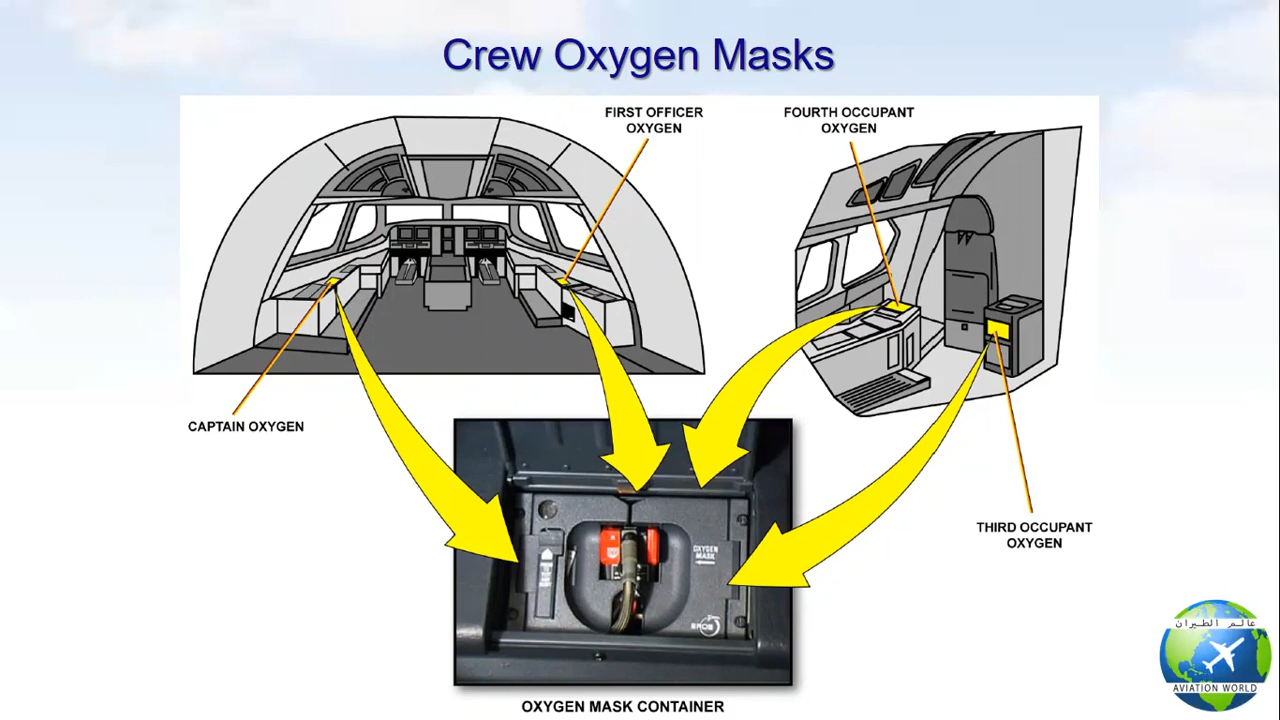 Crew Oxygen Masks
FIRST OFFICER
OXYGEN
FOURTH OCCUPANT
OXYGEN
CAPTAIN OXYGEN
THIRD OCCUPANT
OXYGEN
OXYGEN
MASK
EROS
OXYGEN MASK CONTAINER
عالم الطيران
AVIATION WORLD